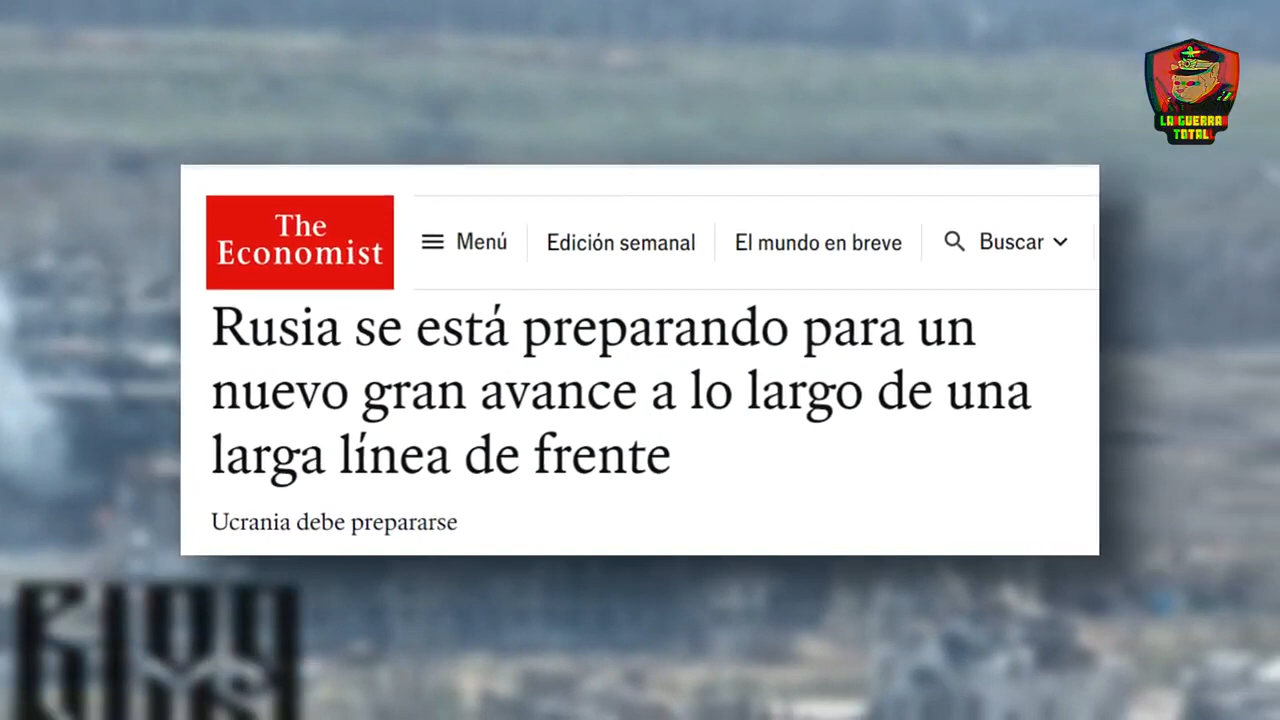 LA GUERRA
TOTAL
The
Economist
Menú
Edición semanal
El mundo en breve
Buscar
Rusia se está preparando para un
nuevo gran avance a lo largo de una
larga línea de frente
Ucrania debe prepararse